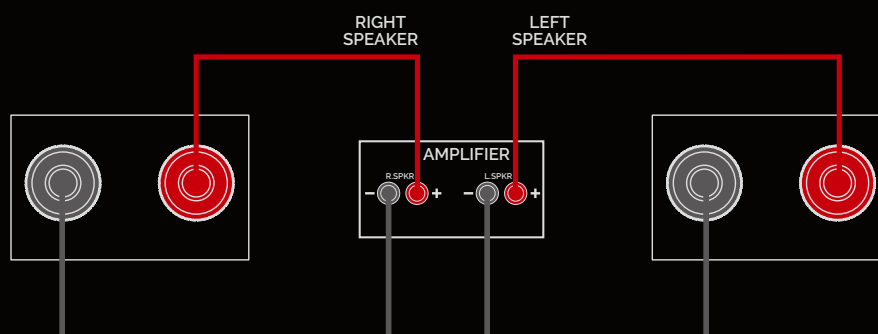 RIGHT
SPEAKER
LEFT
SPEAKER
AMPLIFIER
R.SPKR
L.SPKR
− +
− +